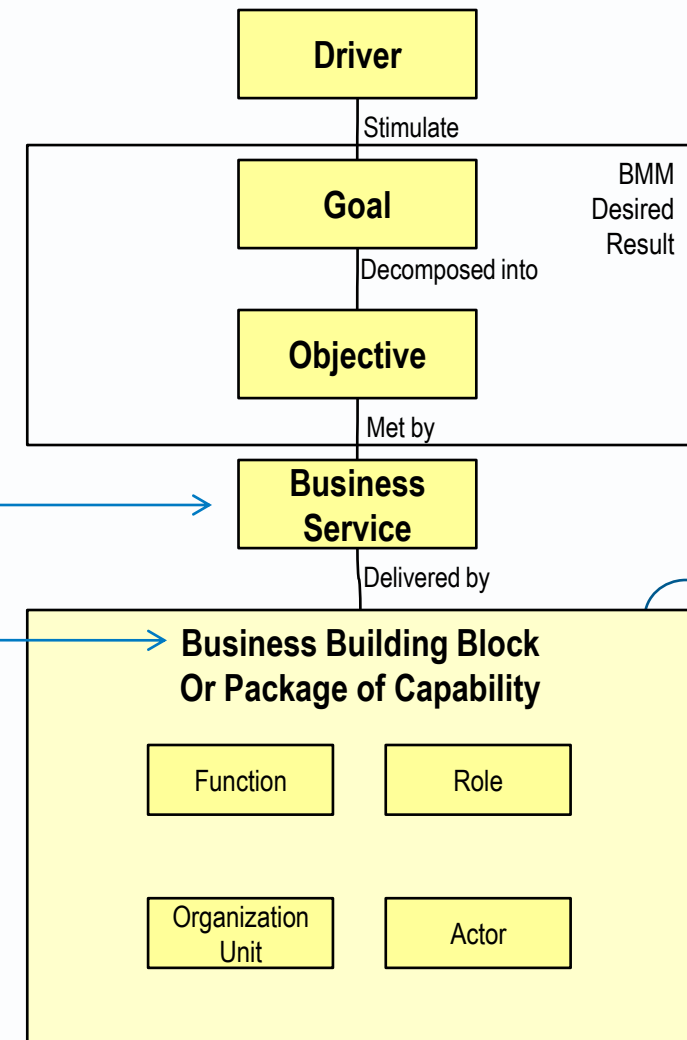 Driver
Stimulate
Goal
BMM
Desired
Result
Decomposed into
Objective
Met by
Business
Service
Delivered by
Business Building Block
Or Package of Capability
Function
Role
Organization
Unit
Actor